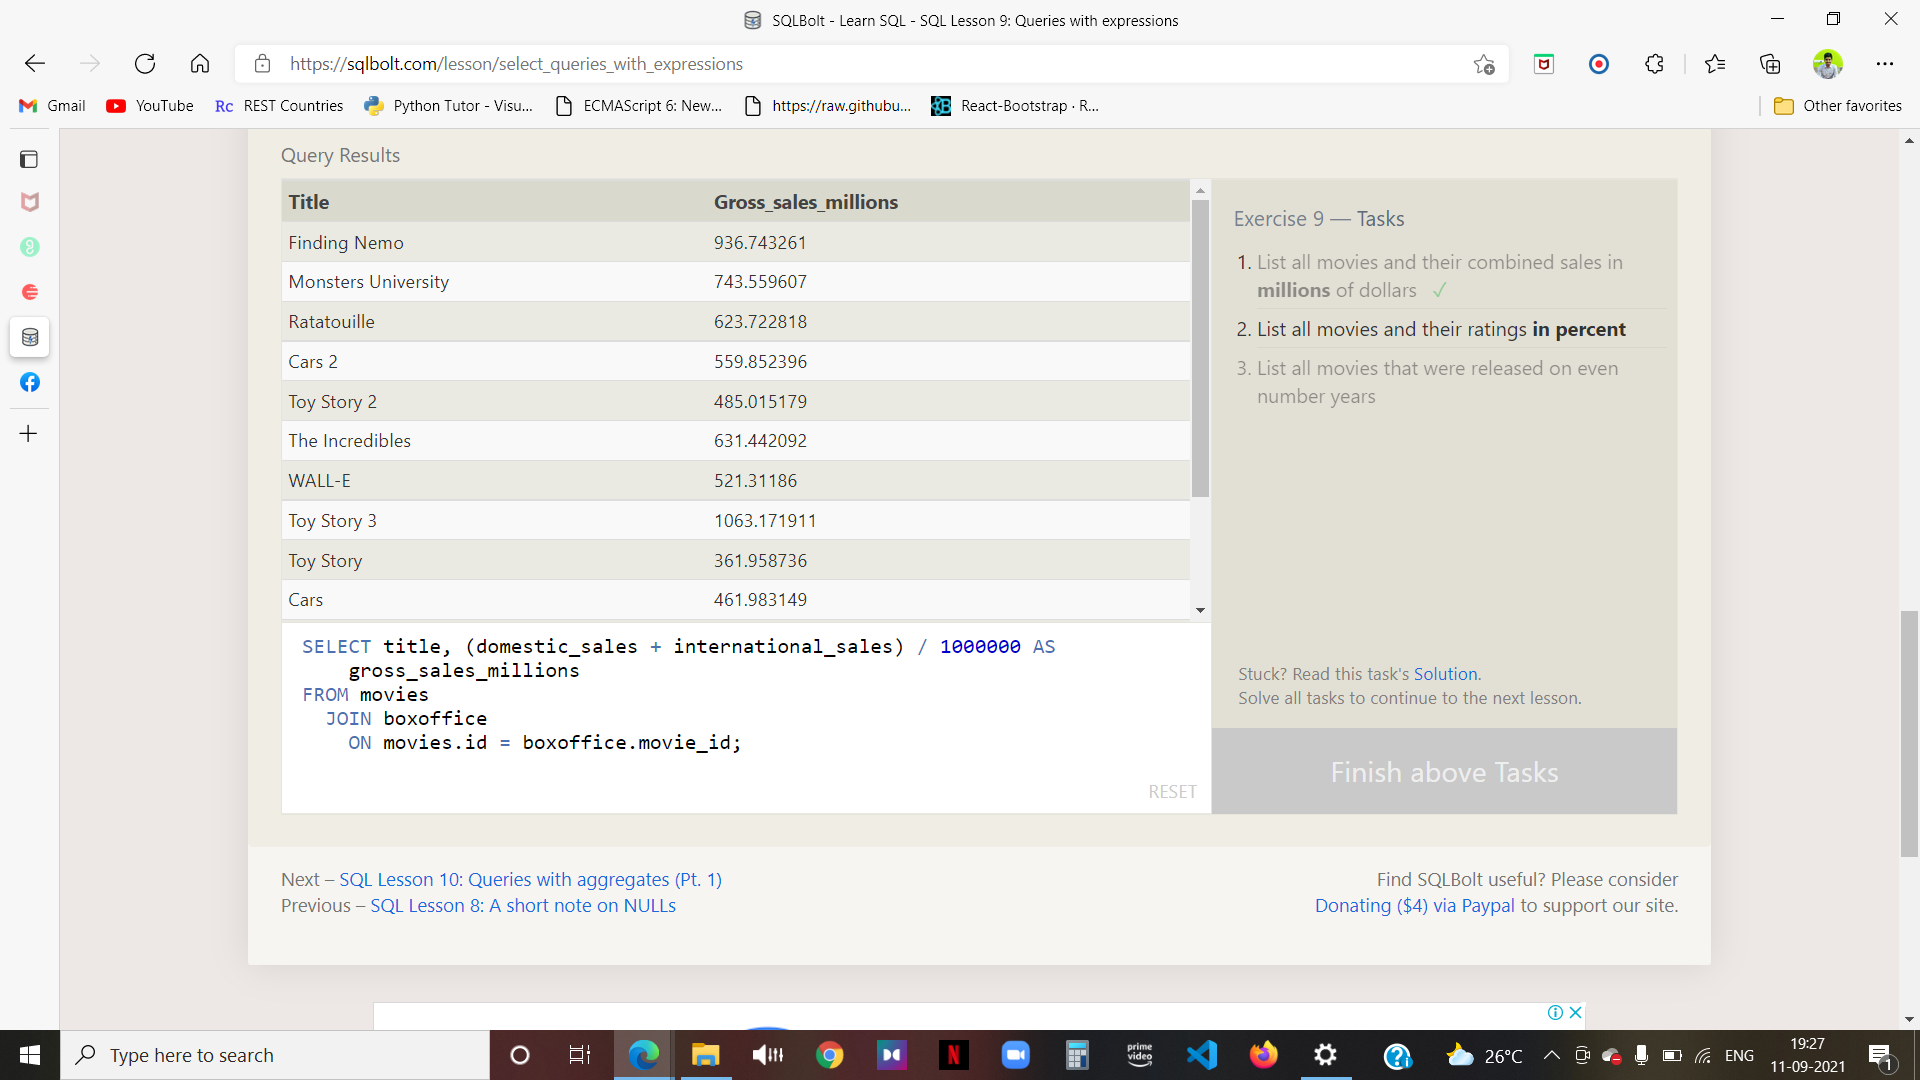 SQLBolt - Learn SQL - SQL Lesson 9: Queries with expressions
https://sqlbolt.com/lesson/select_queries_with_expressions
Gmail
YouTube
Rc REST Countries
Python Tutor - Visu...
ECMAScript 6: New...
https://raw.githubu...
React-Bootstrap · R...
Other favorites
Query Results
Title Gross_sales_millions
Finding Nemo 936.743261
Monsters University 743.559607
Ratatouille 623.722818
Cars 2 559.852396
Toy Story 2 485.015179
The Incredibles 631.442092
WALL-E 521.31186
Toy Story 3 1063.171911
Toy Story 361.958736
Cars 461.983149
SELECT title, (domestic_sales + international_sales) / 1000000 AS
gross_sales_millions
FROM movies
JOIN boxoffice
ON movies.id = boxoffice.movie_id;
RESET
Exercise 9 — Tasks
1. List all movies and their combined sales in
millions of dollars ✓
2. List all movies and their ratings in percent
3. List all movies that were released on even
number years
Stuck? Read this task's Solution.
Solve all tasks to continue to the next lesson.
Finish above Tasks
Next – SQL Lesson 10: Queries with aggregates (Pt. 1)
Previous – SQL Lesson 8: A short note on NULLs
Find SQLBolt useful? Please consider
Donating ($4) via Paypal to support our site.
Type here to search
prime
video
26°C
ENG
19:27
11-09-2021
1